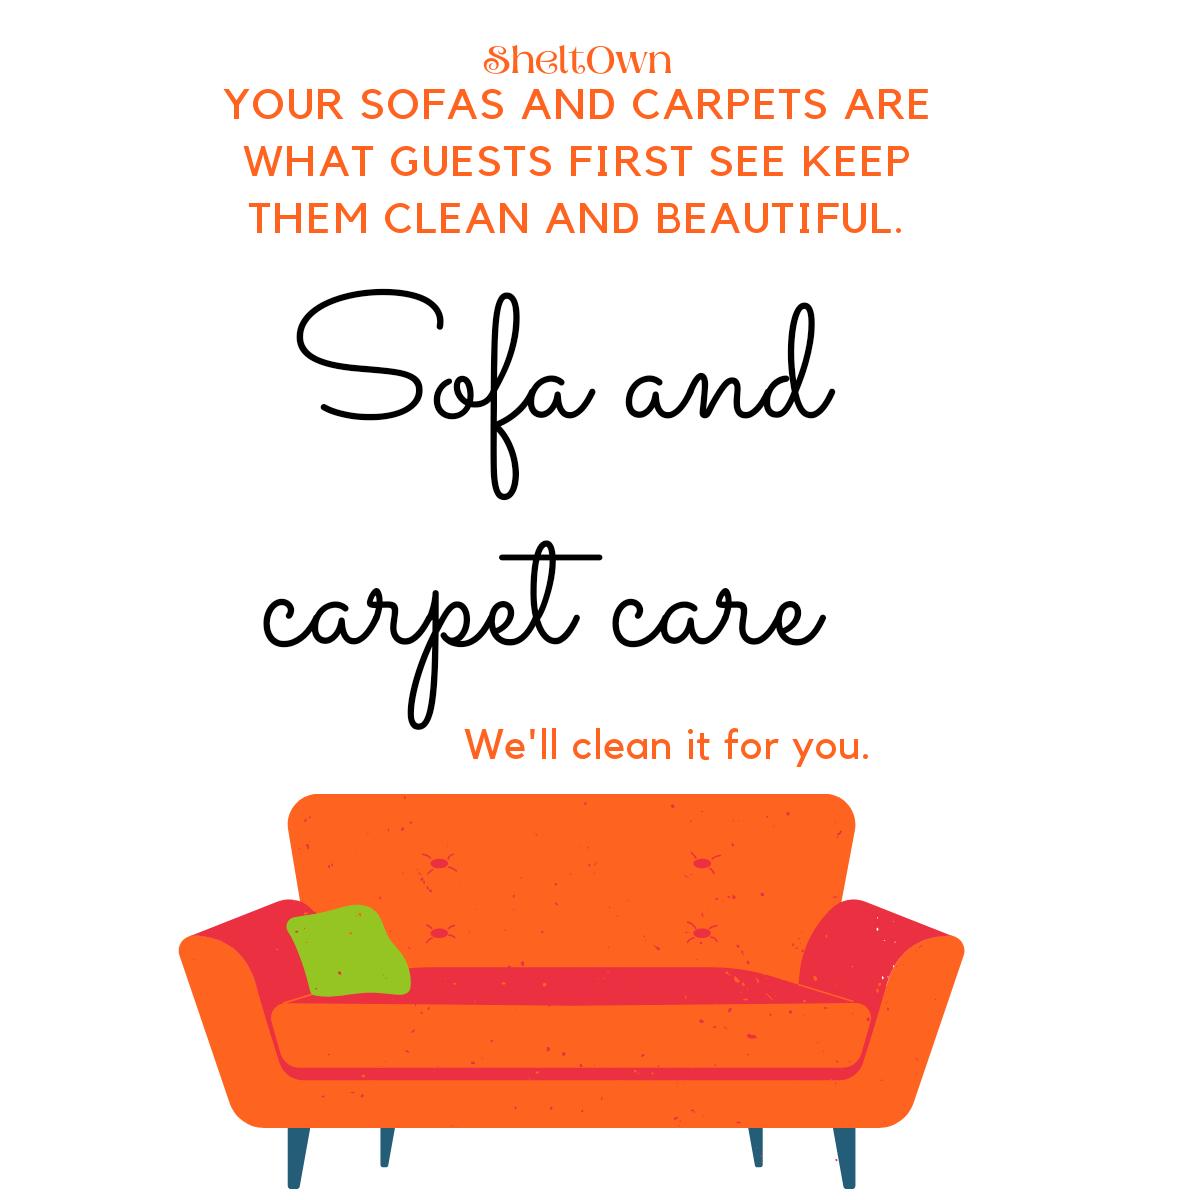 SheltOwn
YOUR SOFAS AND CARPETS ARE
WHAT GUESTS FIRST SEE KEEP
THEM CLEAN AND BEAUTIFUL.
Sofa and
carpet care
We'll clean it for you.